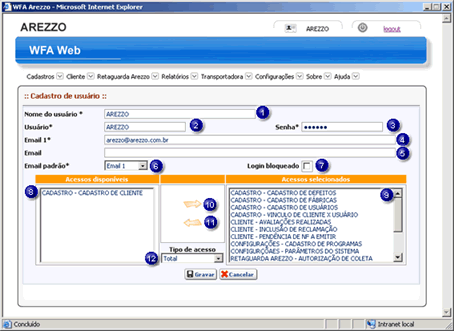 WFA Arezzo - Microsoft Internet Explorer
AREZZO
AREZZO logout
WFA Web
Cadastros Cliente Retaguarda Arezzo Relatórios Transportadora Configurações Sobre Ajuda
:: Cadastro de usuário ::
Nome do usuário * AREZZO 1
Usuário* AREZZO 2 Senha* •••••• 3
Email 1* arezzo@arezzo.com.br 4
Email 5
Email padrão* Email 1 6 Login bloqueado 7
Acessos disponíveis Acessos selecionados
8 CADASTRO - CADASTRO DE CLIENTE
CADASTRO - CADASTRO DE DEFEITOS 9
CADASTRO - CADASTRO DE FÁBRICAS
CADASTRO - CADASTRO DE USUÁRIOS
CADASTRO - VINCULO DE CLIENTE X USUÁRIO
CLIENTE - AVALIAÇÕES REALIZADAS
CLIENTE - INCLUSÃO DE RECLAMAÇÃO
CLIENTE - PENDÊNCIA DE NF A EMITIR
CONFIGURAÇÕES - CADASTRO DE PROGRAMAS
CONFIGURÇÕAES - PARÂMETROS DO SISTEMA
RETAGUARDA AREZZO - AUTORIZAÇÃO DE COLETA
10
11
Tipo de acesso
12 Total
Gravar Cancelar
Concluído Intranet local